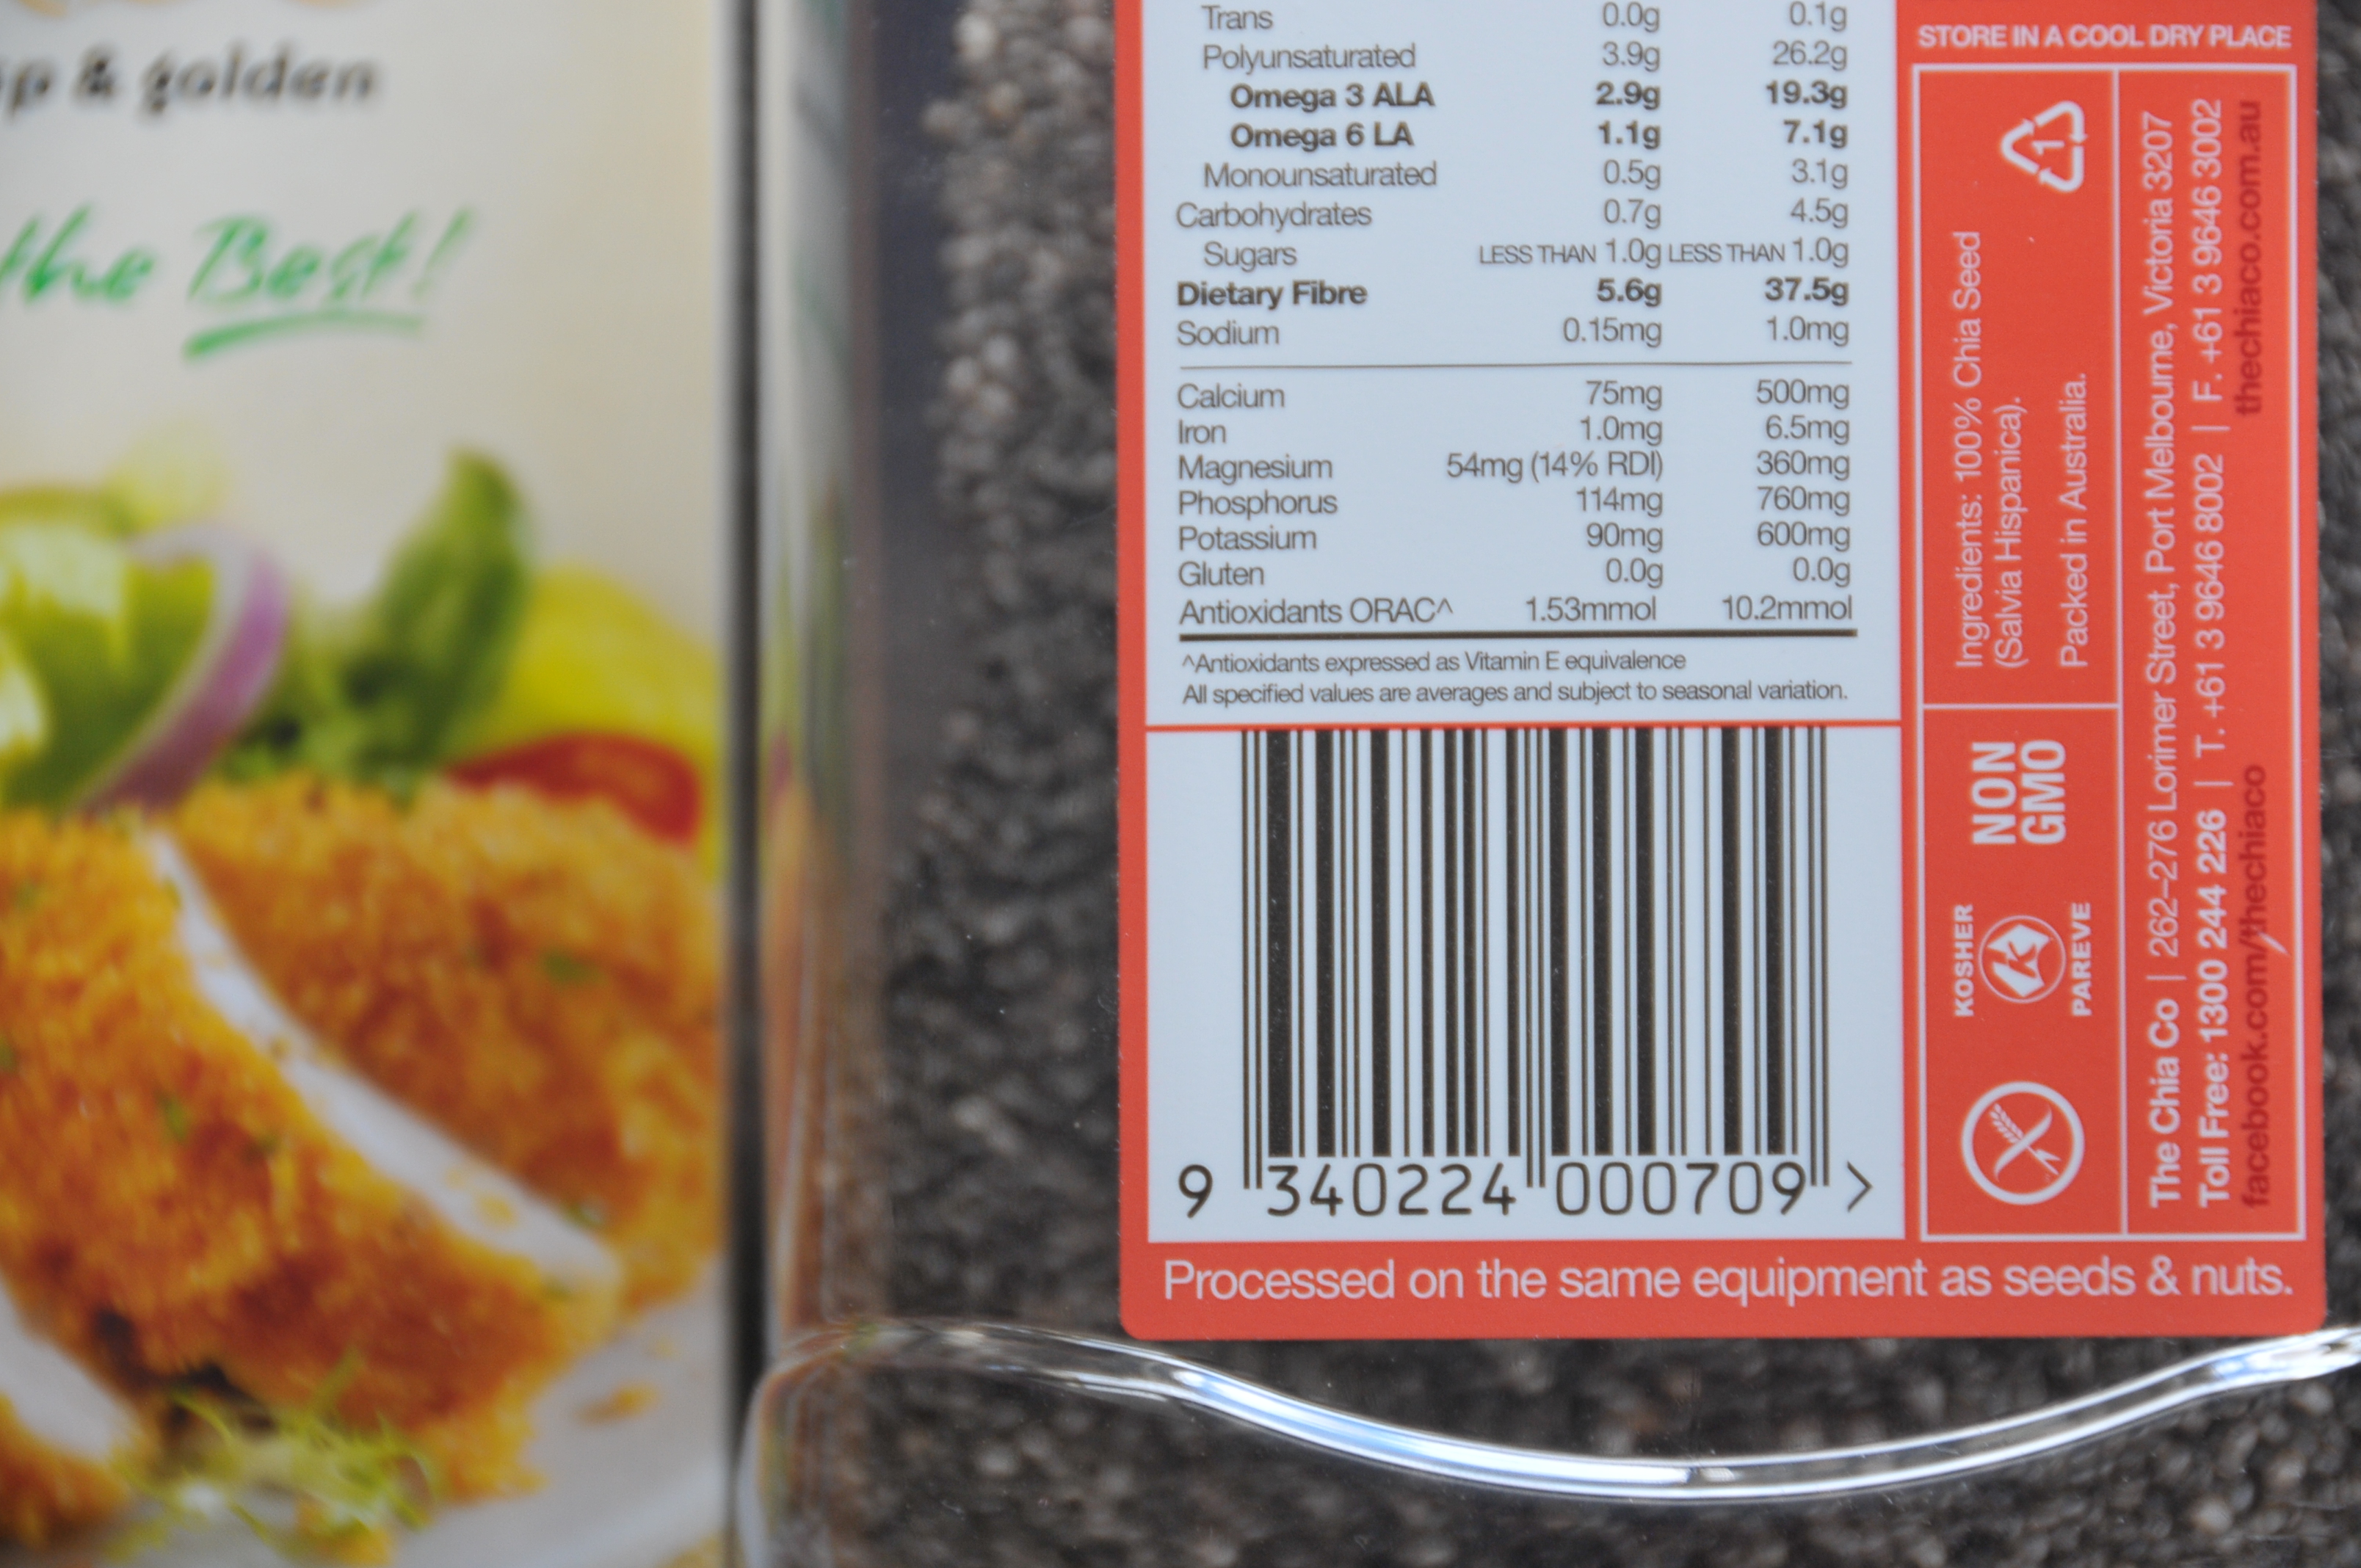 p & golden
the Best!
Trans 0.0g 0.1g
Polyunsaturated 3.9g 26.2g
Omega 3 ALA 2.9g 19.3g
Omega 6 LA 1.1g 7.1g
Monounsaturated 0.5g 3.1g
Carbohydrates 0.7g 4.5g
Sugars LESS THAN 1.0g LESS THAN 1.0g
Dietary Fibre 5.6g 37.5g
Sodium 0.15mg 1.0mg
Calcium 75mg 500mg
Iron 1.0mg 6.5mg
Magnesium 54mg (14% RDI) 360mg
Phosphorus 114mg 760mg
Potassium 90mg 600mg
Gluten 0.0g 0.0g
Antioxidants ORAC^ 1.53mmol 10.2mmol
^Antioxidants expressed as Vitamin E equivalence
All specified values are averages and subject to seasonal variation.
9 340224 000709 >
STORE IN A COOL DRY PLACE
Ingredients: 100% Chia Seed
(Salvia Hispanica).
Packed in Australia.
1
NON
GMO
KOSHER
K
PAREVE
The Chia Co | 262-276 Lorimer Street, Port Melbourne, Victoria 3207
Toll Free: 1300 244 226 | T. +61 3 9646 8002 | F. +61 3 9646 3002
facebook.com/thechiaco thechiaco.com.au
Processed on the same equipment as seeds & nuts.